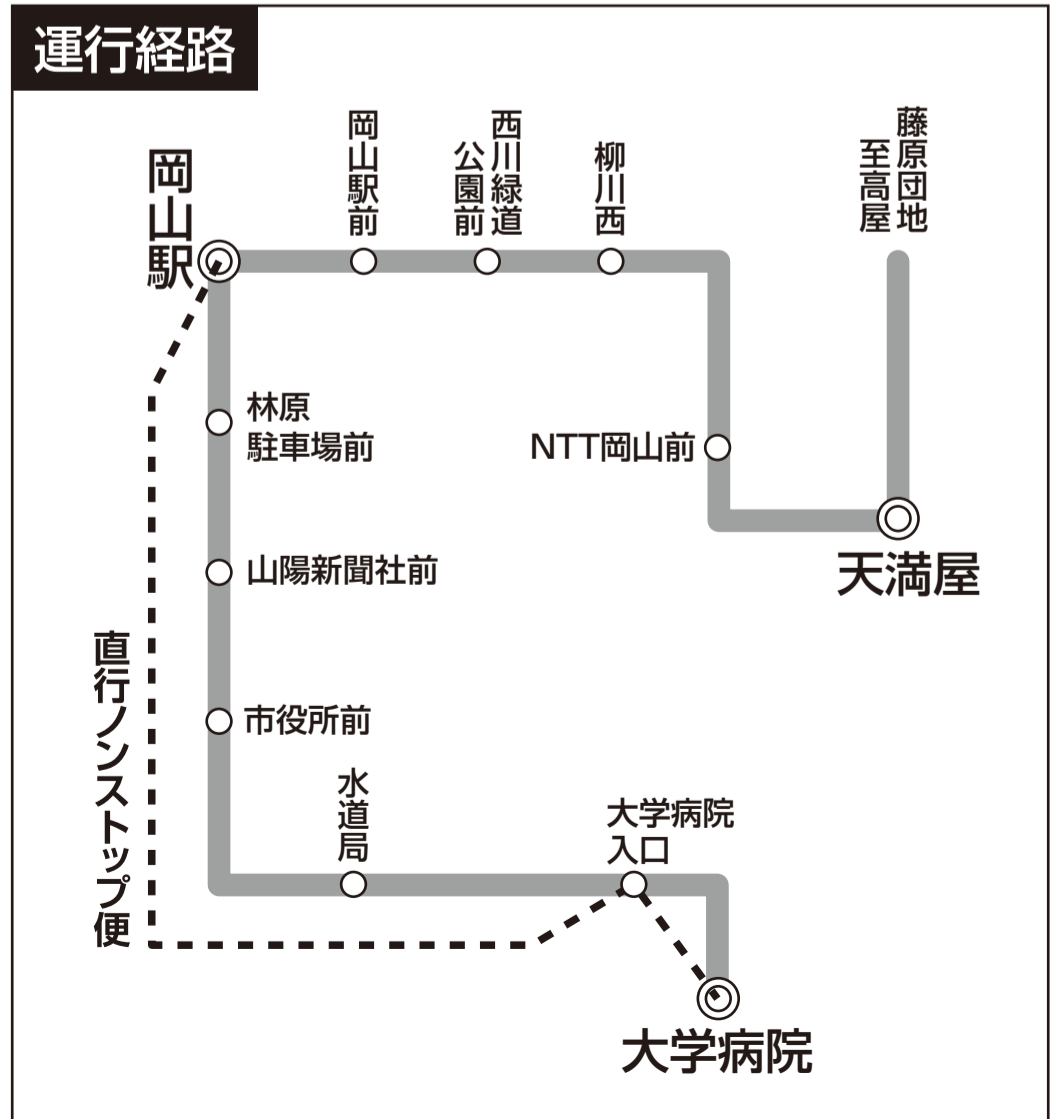 運行経路
岡山駅
岡山駅前
西川緑道
公園前
柳川西
藤原団地
至高屋
林原
駐車場前
NTT岡山前
山陽新聞社前
天満屋
直行ノンストップ便
市役所前
水道局
大学病院
入口
大学病院